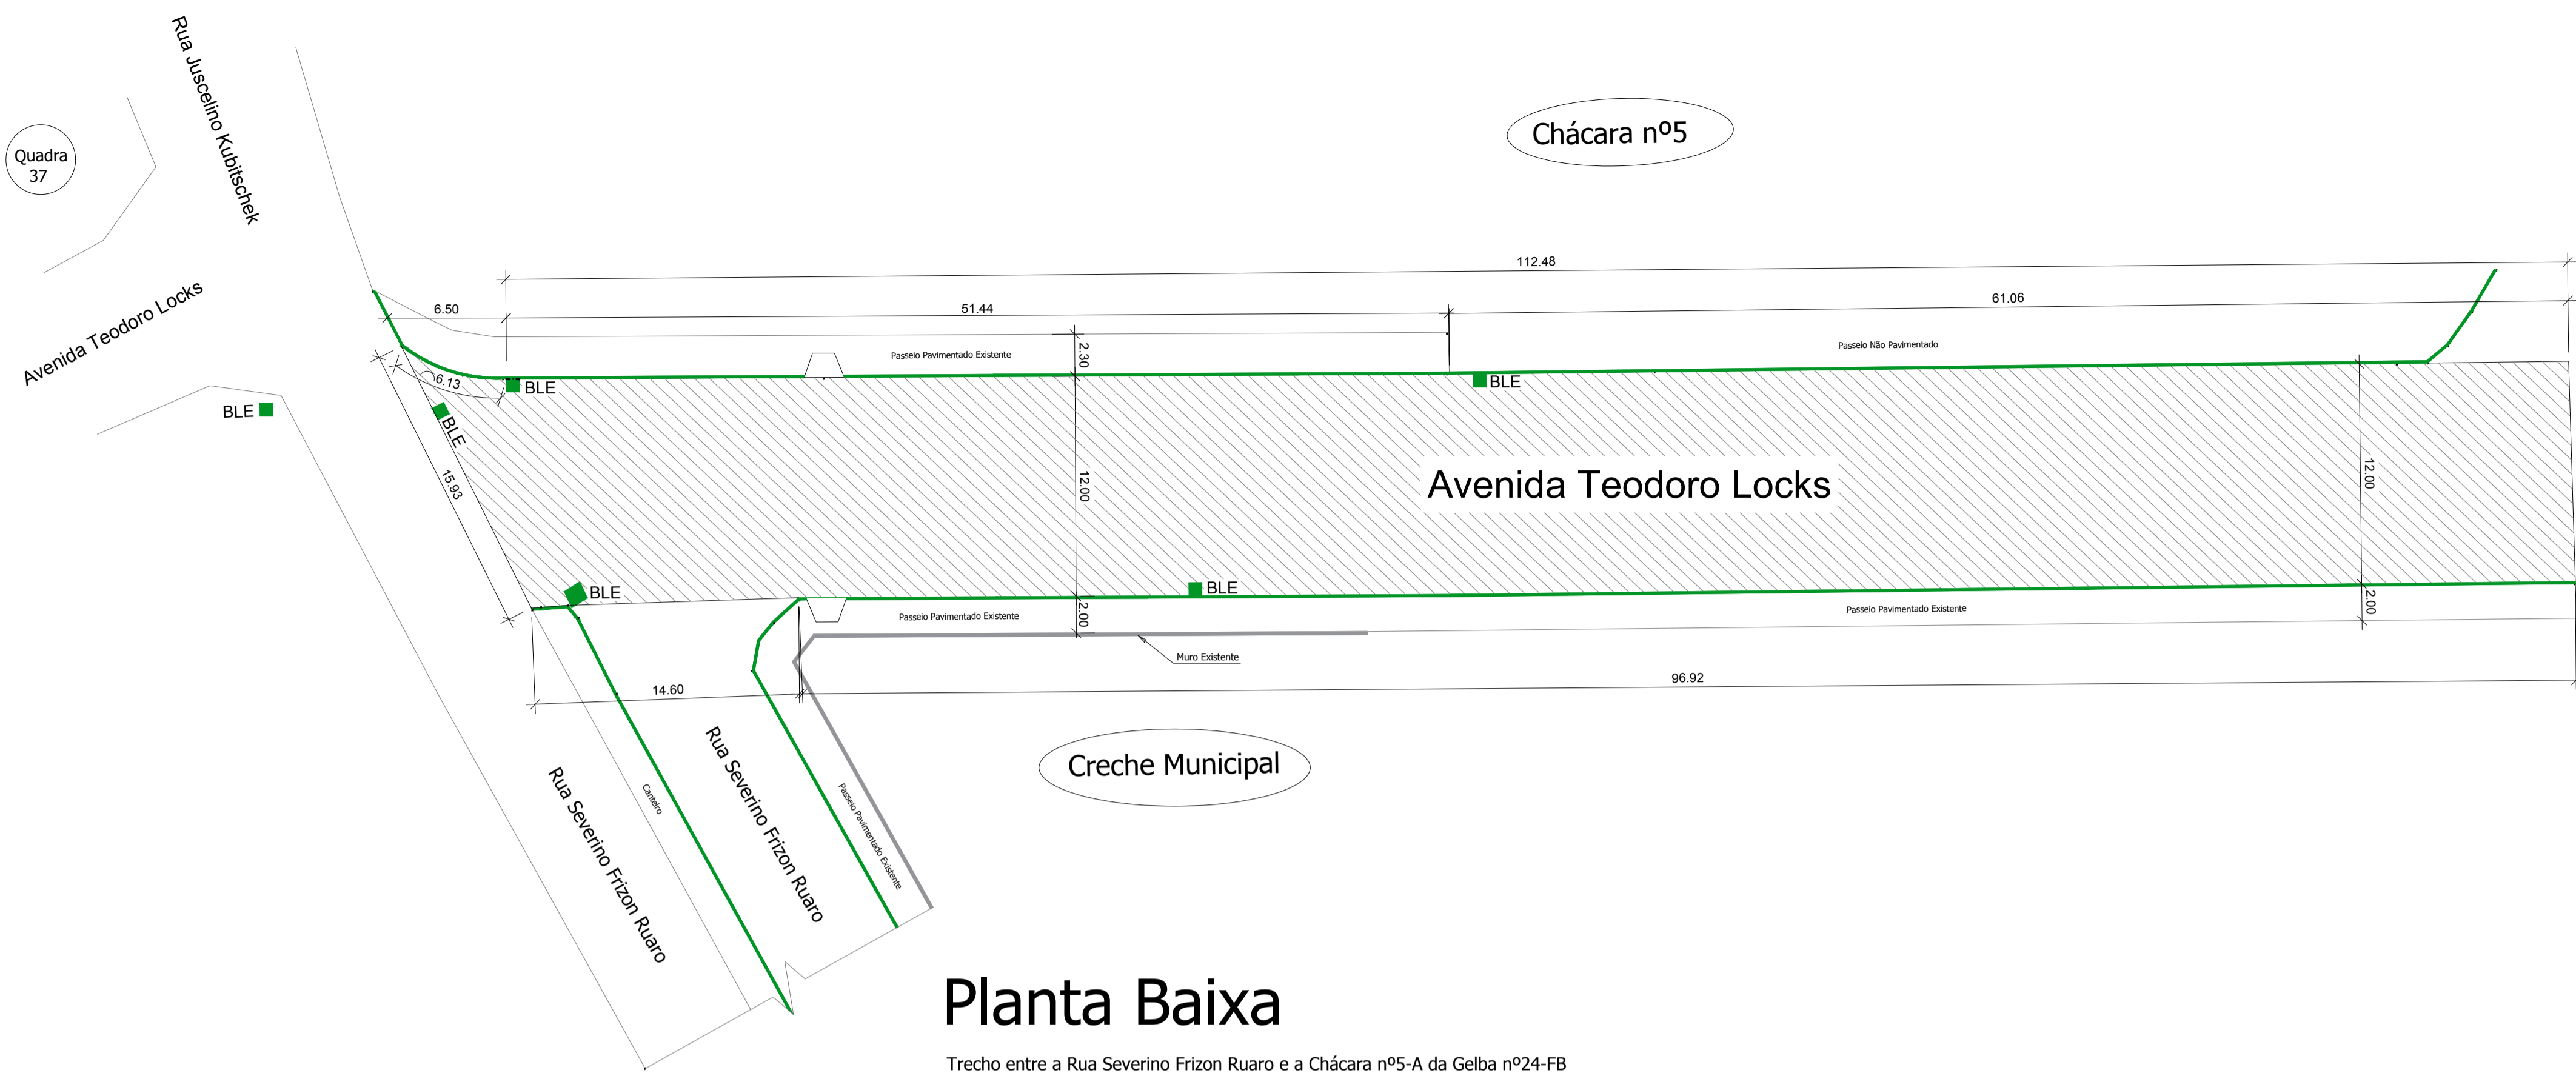 Rua Juscelino Kubitschek
Quadra
37
Chácara nº5
Avenida Teodoro Locks
112.48
6.50
51.44
61.06
2.30
Passeio Pavimentado Existente
Passeio Não Pavimentado
6.13
BLE
BLE
BLE
BLE
15.93
12.00
Avenida Teodoro Locks
12.00
BLE
BLE
2.00
Passeio Pavimentado Existente
Passeio Pavimentado Existente
2.00
Muro Existente
14.60
96.92
Rua Severino Frizon Ruaro
Canteiro
Rua Severino Frizon Ruaro
Passeio Pavimentado Existente
Creche Municipal
Planta Baixa
Trecho entre a Rua Severino Frizon Ruaro e a Chácara nº5-A da Gelba nº24-FB